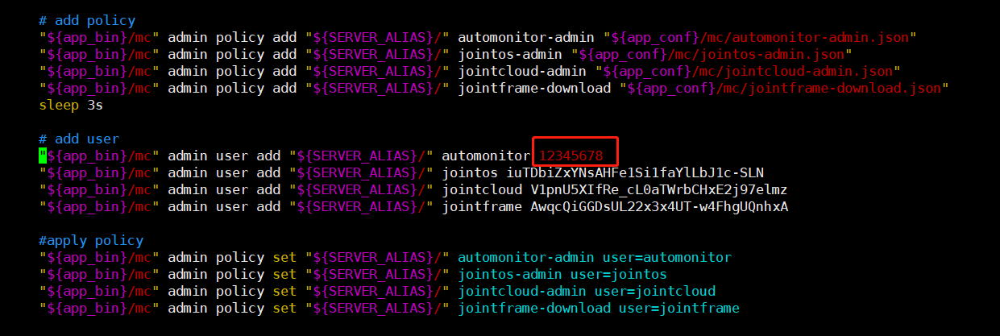 # add policy
"${app_bin}/mc" admin policy add "${SERVER_ALIAS}/" automonitor-admin "${app_conf}/mc/automonitor-admin.json"
"${app_bin}/mc" admin policy add "${SERVER_ALIAS}/" jointos-admin "${app_conf}/mc/jointos-admin.json"
"${app_bin}/mc" admin policy add "${SERVER_ALIAS}/" jointcloud-admin "${app_conf}/mc/jointcloud-admin.json"
"${app_bin}/mc" admin policy add "${SERVER_ALIAS}/" jointframe-download "${app_conf}/mc/jointframe-download.json"
sleep 3s
# add user
"${app_bin}/mc" admin user add "${SERVER_ALIAS}/" automonitor 12345678
"${app_bin}/mc" admin user add "${SERVER_ALIAS}/" jointos iuTDbiZxYNsAHFe1Si1faYlLbJ1c-SLN
"${app_bin}/mc" admin user add "${SERVER_ALIAS}/" jointcloud V1pnU5XIfRe_cL0aTWrbCHxE2j97elmz
"${app_bin}/mc" admin user add "${SERVER_ALIAS}/" jointframe AwqcQiGGDsUL22x3x4UT-w4FhgUQnhxA
#apply policy
"${app_bin}/mc" admin policy set "${SERVER_ALIAS}/" automonitor-admin user=automonitor
"${app_bin}/mc" admin policy set "${SERVER_ALIAS}/" jointos-admin user=jointos
"${app_bin}/mc" admin policy set "${SERVER_ALIAS}/" jointcloud-admin user=jointcloud
"${app_bin}/mc" admin policy set "${SERVER_ALIAS}/" jointframe-download user=jointframe